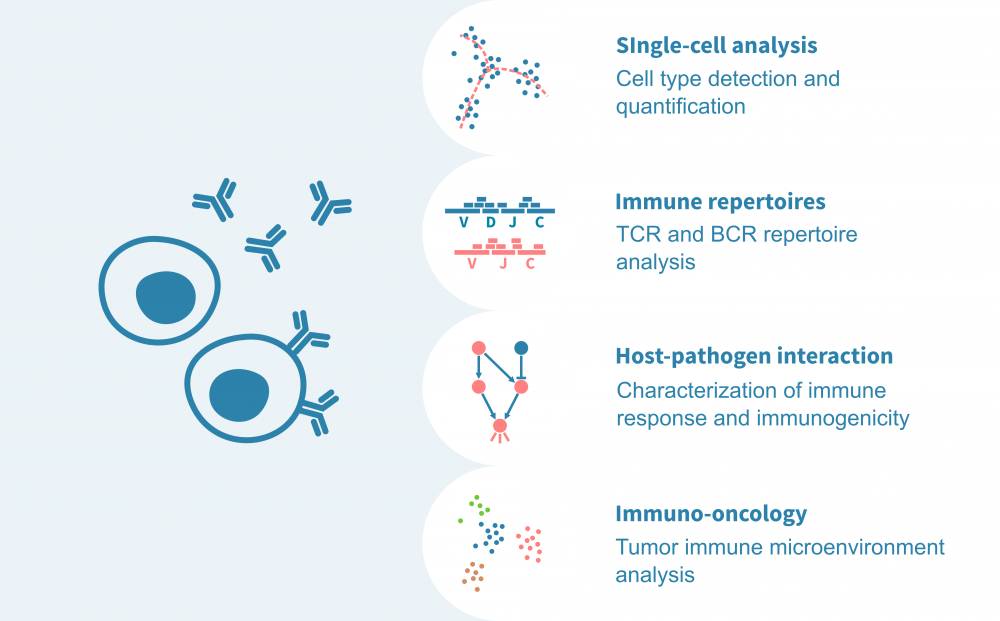 SIngle-cell analysis
Cell type detection and
quantification
V D J C
V J C
Immune repertoires
TCR and BCR repertoire
analysis
Host-pathogen interaction
Characterization of immune
response and immunogenicity
Immuno-oncology
Tumor immune microenvironment
analysis